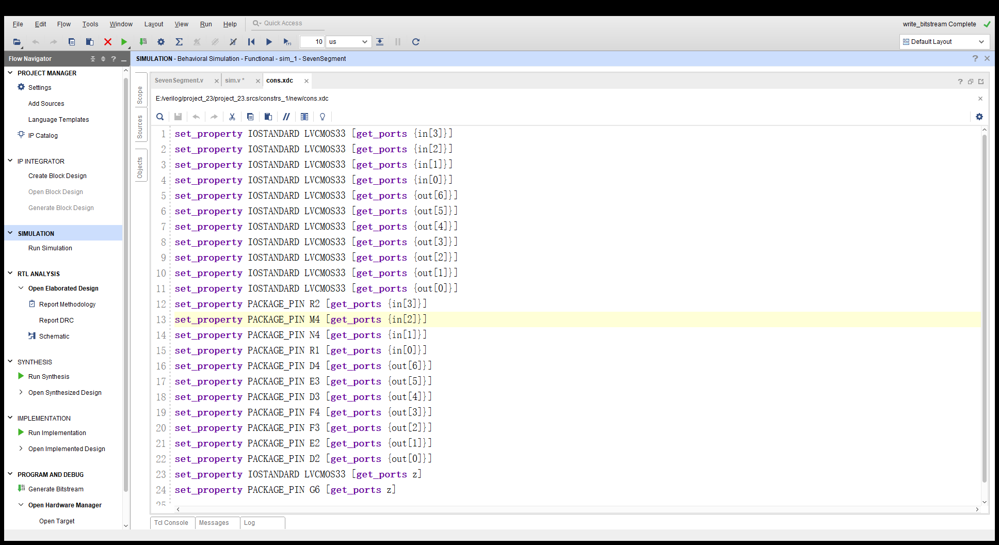 File Edit Flow Tools Window Layout View Run Help Quick Access write_bitstream Complete
10 us Default Layout
Flow Navigator ? SIMULATION - Behavioral Simulation - Functional - sim_1 - SevenSegment ?
PROJECT MANAGER
Settings
Add Sources
Language Templates
IP Catalog
IP INTEGRATOR
Create Block Design
Open Block Design
Generate Block Design
SIMULATION
Run Simulation
RTL ANALYSIS
Open Elaborated Design
Report Methodology
Report DRC
Schematic
SYNTHESIS
Run Synthesis
Open Synthesized Design
IMPLEMENTATION
Run Implementation
Open Implemented Design
PROGRAM AND DEBUG
Generate Bitstream
Open Hardware Manager
Open Target
Scope
Sources
Objects
SevenSegment.v sim.v * cons.xdc ?
E:/verilog/project_23/project_23.srcs/constrs_1/new/cons.xdc
1 set_property IOSTANDARD LVCMOS33 [get_ports {in[3]}]
2 set_property IOSTANDARD LVCMOS33 [get_ports {in[2]}]
3 set_property IOSTANDARD LVCMOS33 [get_ports {in[1]}]
4 set_property IOSTANDARD LVCMOS33 [get_ports {in[0]}]
5 set_property IOSTANDARD LVCMOS33 [get_ports {out[6]}]
6 set_property IOSTANDARD LVCMOS33 [get_ports {out[5]}]
7 set_property IOSTANDARD LVCMOS33 [get_ports {out[4]}]
8 set_property IOSTANDARD LVCMOS33 [get_ports {out[3]}]
9 set_property IOSTANDARD LVCMOS33 [get_ports {out[2]}]
10 set_property IOSTANDARD LVCMOS33 [get_ports {out[1]}]
11 set_property IOSTANDARD LVCMOS33 [get_ports {out[0]}]
12 set_property PACKAGE_PIN R2 [get_ports {in[3]}]
13 set_property PACKAGE_PIN M4 [get_ports {in[2]}]
14 set_property PACKAGE_PIN N4 [get_ports {in[1]}]
15 set_property PACKAGE_PIN R1 [get_ports {in[0]}]
16 set_property PACKAGE_PIN D4 [get_ports {out[6]}]
17 set_property PACKAGE_PIN E3 [get_ports {out[5]}]
18 set_property PACKAGE_PIN D3 [get_ports {out[4]}]
19 set_property PACKAGE_PIN F4 [get_ports {out[3]}]
20 set_property PACKAGE_PIN F3 [get_ports {out[2]}]
21 set_property PACKAGE_PIN E2 [get_ports {out[1]}]
22 set_property PACKAGE_PIN D2 [get_ports {out[0]}]
23 set_property IOSTANDARD LVCMOS33 [get_ports z]
24 set_property PACKAGE_PIN G6 [get_ports z]
25
Tcl Console Messages Log